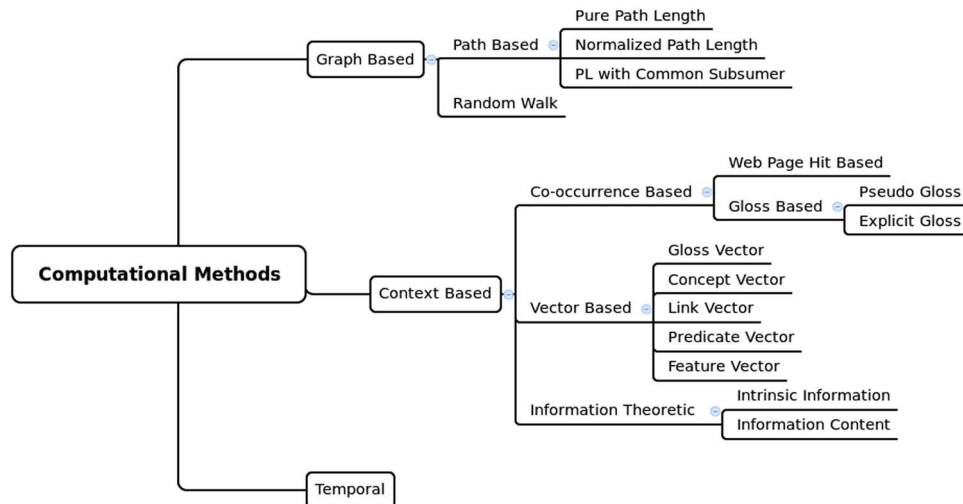 Pure Path Length
Graph Based
Path Based
Normalized Path Length
PL with Common Subsumer
Random Walk
Web Page Hit Based
Co-occurrence Based
Pseudo Gloss
Gloss Based
Explicit Gloss
Computational Methods
Context Based
Gloss Vector
Concept Vector
Vector Based
Link Vector
Predicate Vector
Feature Vector
Information Theoretic
Intrinsic Information
Information Content
Temporal